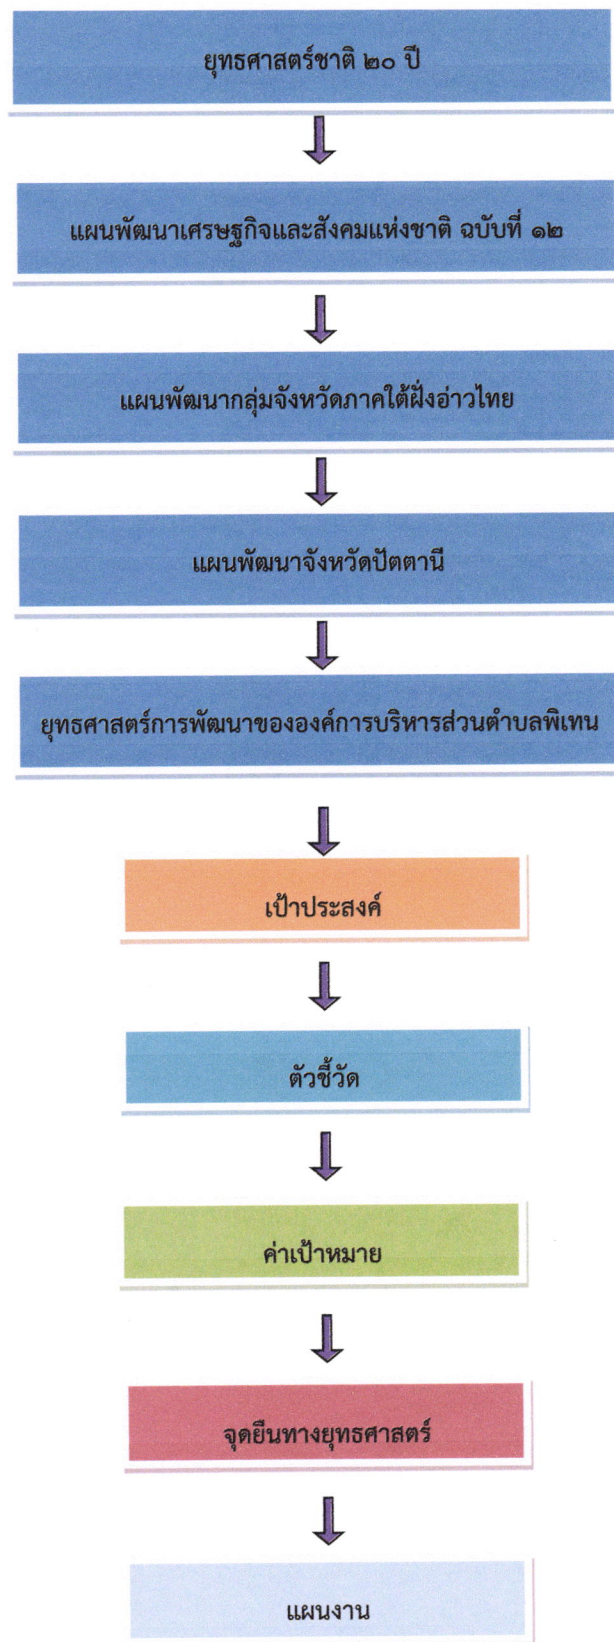 ยุทธศาสตร์ชาติ ๒๐ ปี
แผนพัฒนาเศรษฐกิจและสังคมแห่งชาติ ฉบับที่ ๑๒
แผนพัฒนากลุ่มจังหวัดภาคใต้ฝั่งอ่าวไทย
แผนพัฒนาจังหวัดปัตตานี
ยุทธศาสตร์การพัฒนาขององค์การบริหารส่วนตำบลพิเทน
เป้าประสงค์
ตัวชี้วัด
ค่าเป้าหมาย
จุดยืนทางยุทธศาสตร์
แผนงาน